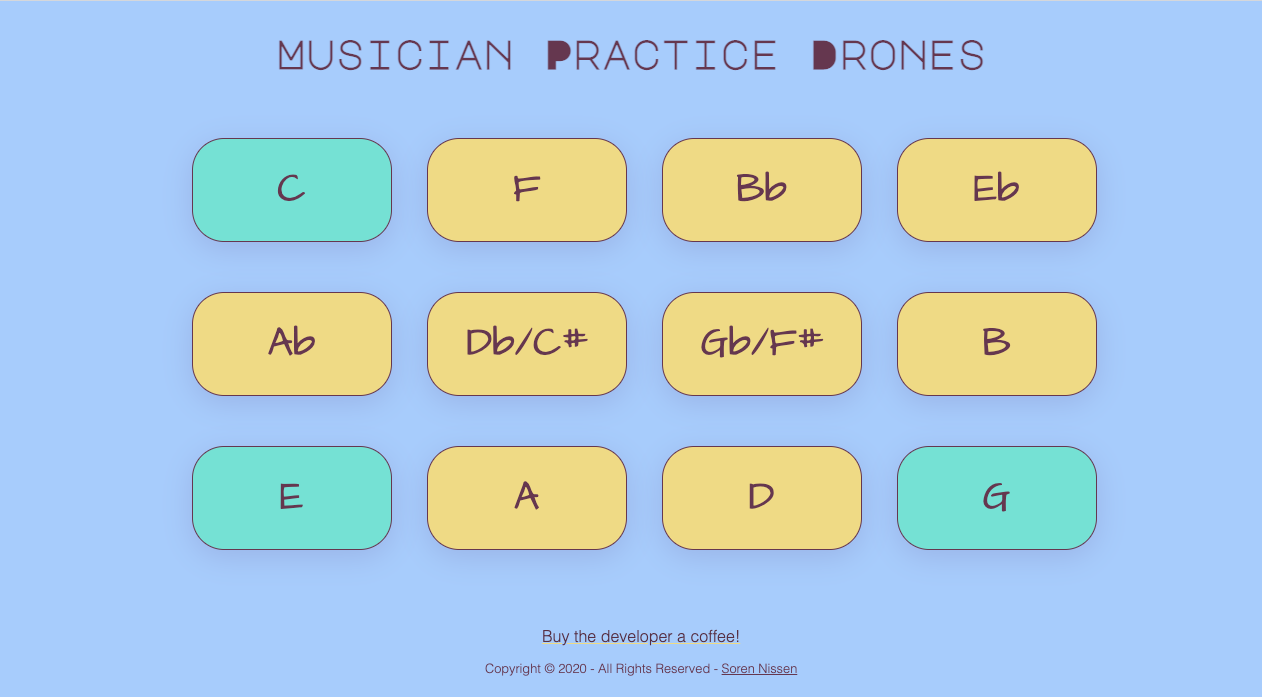 Musician Practice Drones
C
F
Bb
Eb
Ab
Db/C#
Gb/F#
B
E
A
D
G
Buy the developer a coffee!
Copyright © 2020 - All Rights Reserved - Soren Nissen